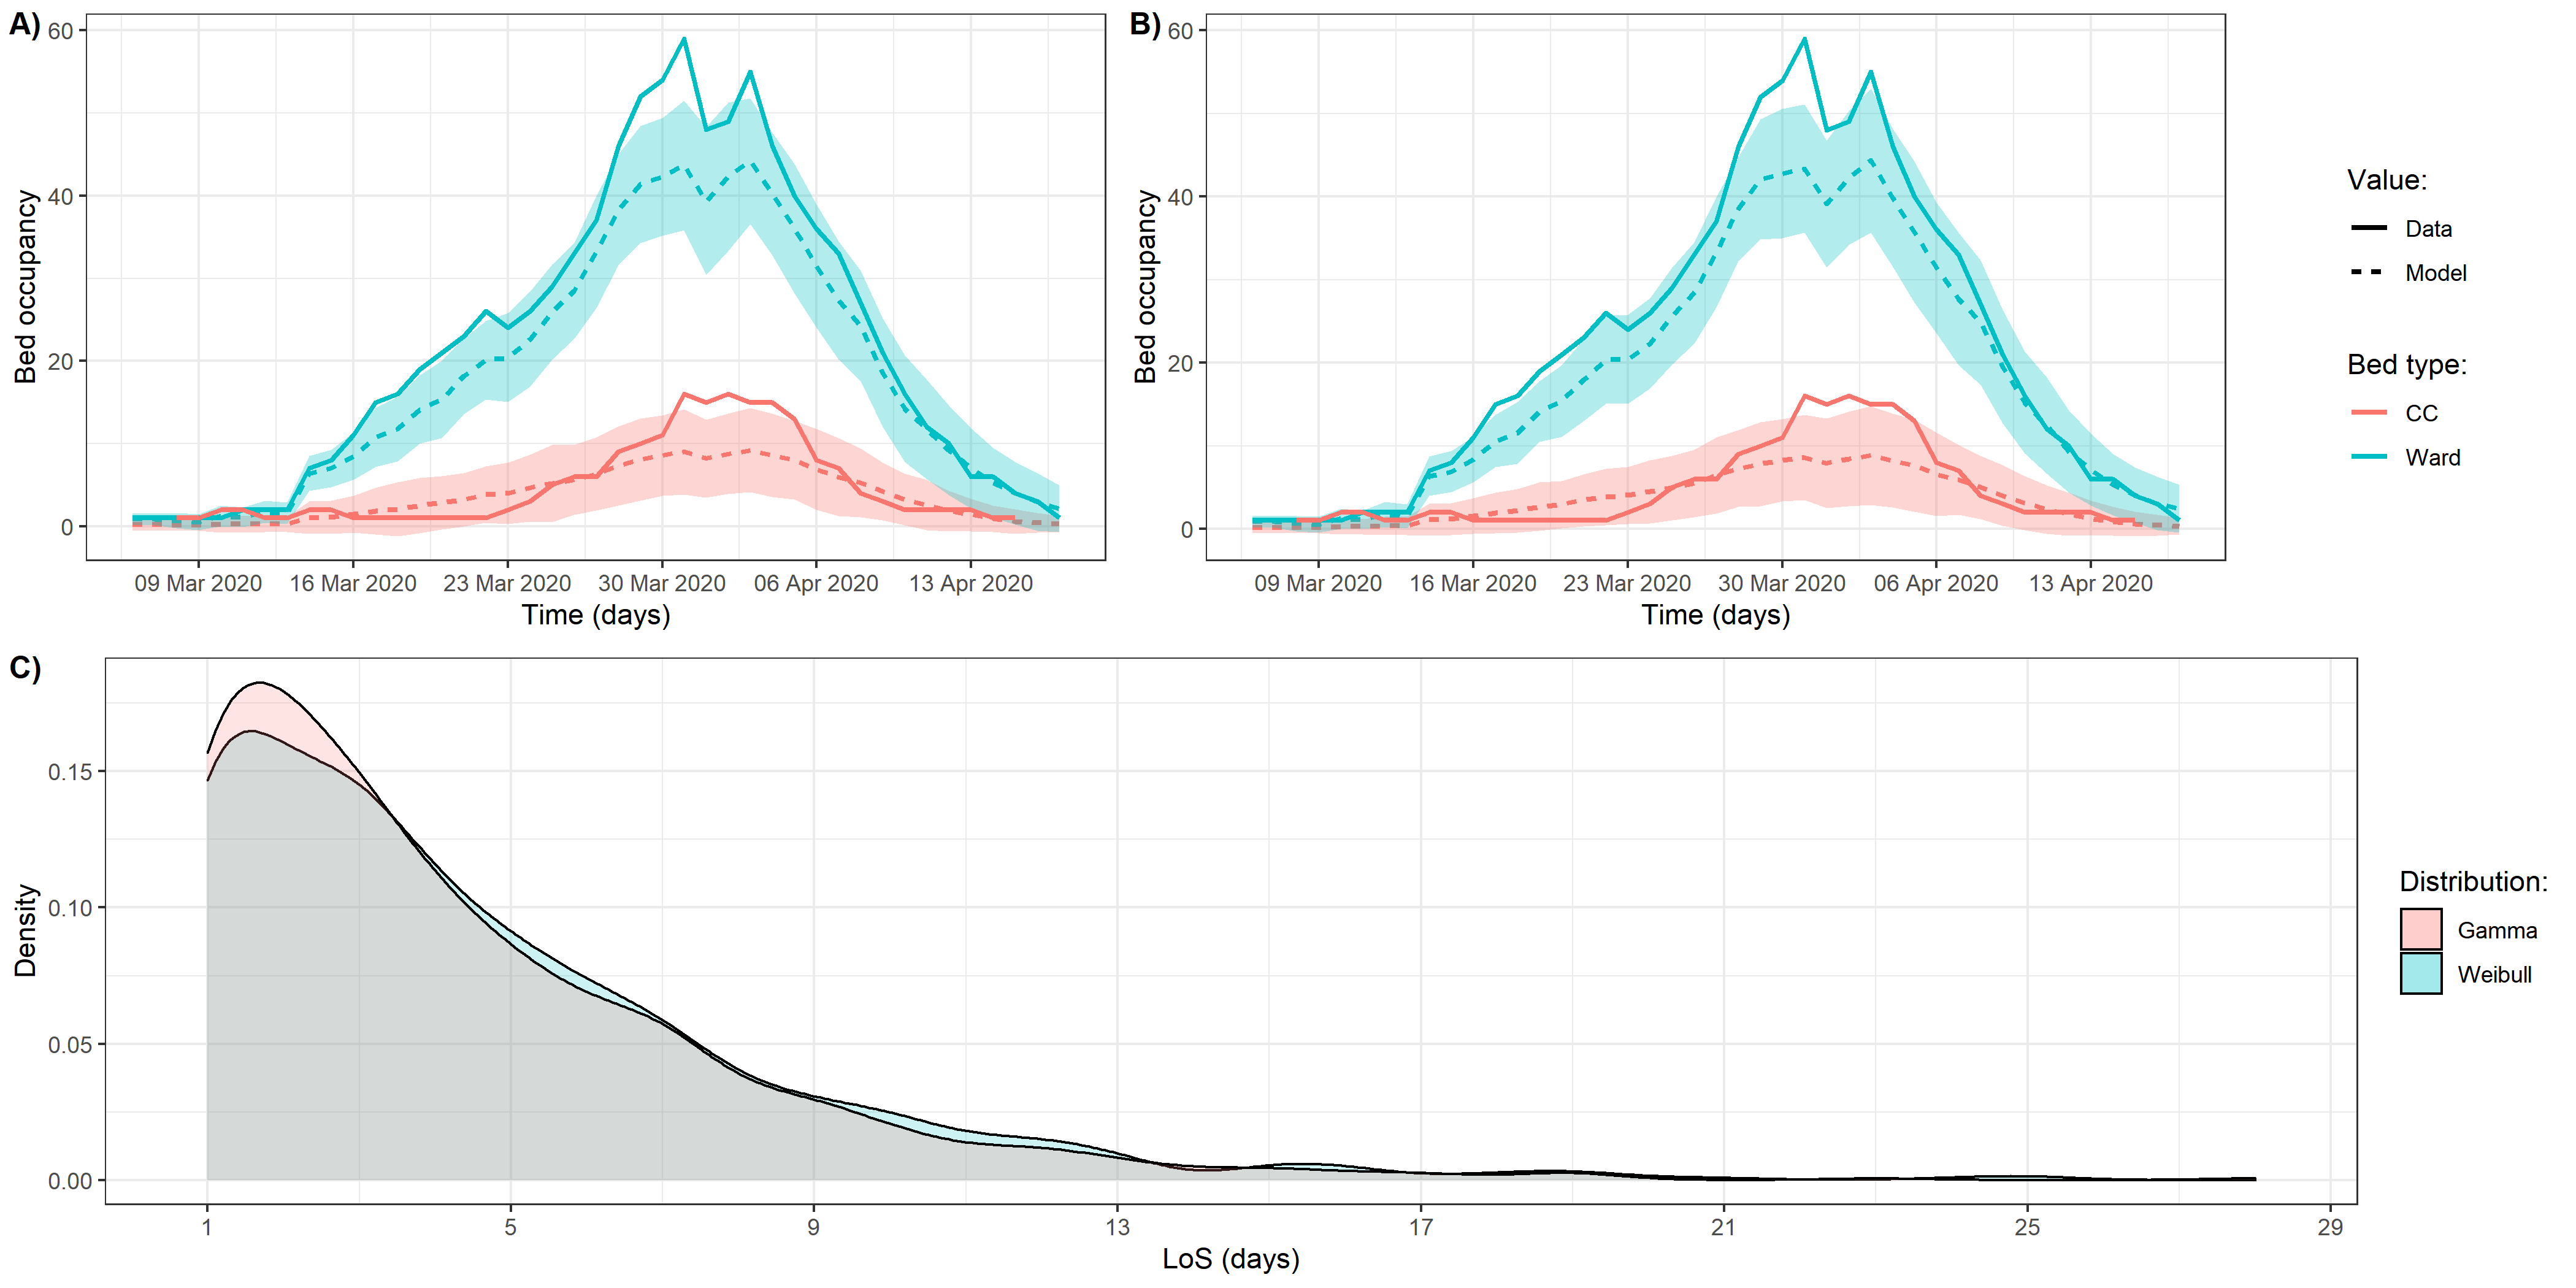 A)
60
40
20
0
Bed occupancy
09 Mar 2020 16 Mar 2020 23 Mar 2020 30 Mar 2020 06 Apr 2020 13 Apr 2020
Time (days)
B)
60
40
20
0
Bed occupancy
09 Mar 2020 16 Mar 2020 23 Mar 2020 30 Mar 2020 06 Apr 2020 13 Apr 2020
Time (days)
Value:
Data
Model
Bed type:
CC
Ward
C)
0.15
0.10
0.05
0.00
Density
1 5 9 13 17 21 25 29
LoS (days)
Distribution:
Gamma
Weibull